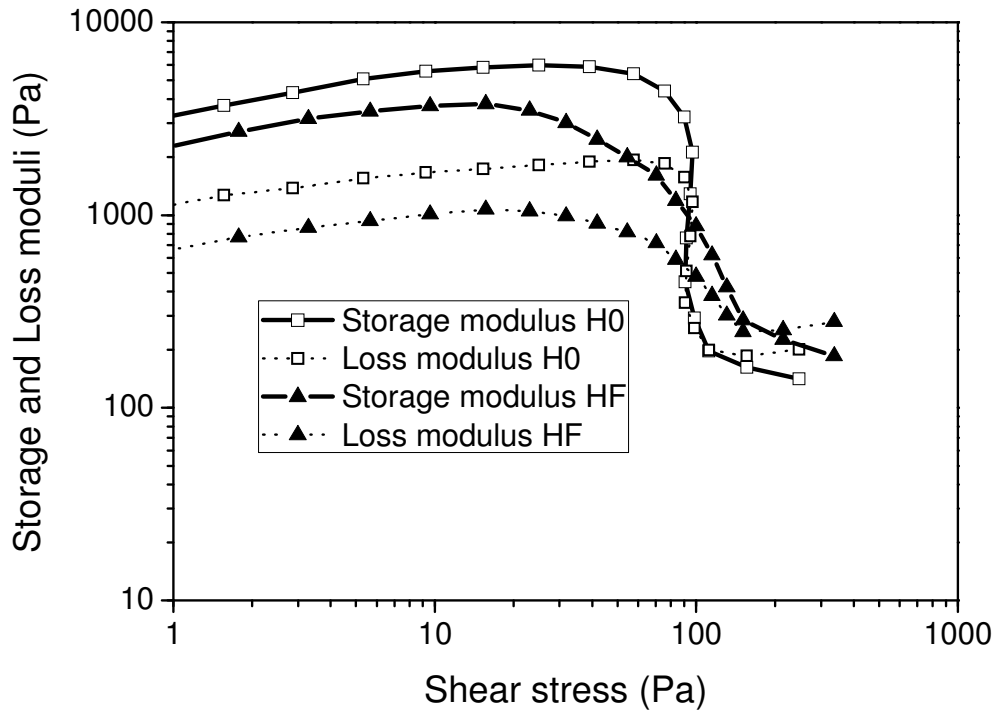 10000
1000
100
10
1
10
100
1000
Storage and Loss moduli (Pa)
Shear stress (Pa)
Storage modulus H0
Loss modulus H0
Storage modulus HF
Loss modulus HF